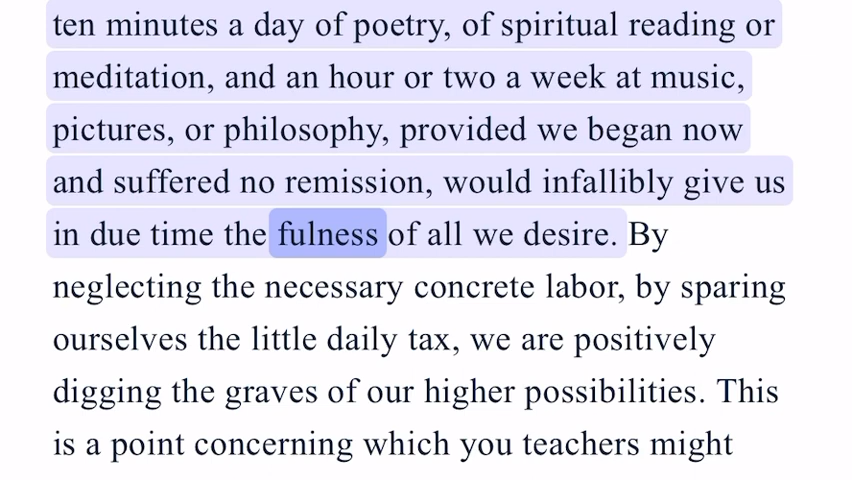 ten minutes a day of poetry, of spiritual reading or
meditation, and an hour or two a week at music,
pictures, or philosophy, provided we began now
and suffered no remission, would infallibly give us
in due time the fulness of all we desire. By
neglecting the necessary concrete labor, by sparing
ourselves the little daily tax, we are positively
digging the graves of our higher possibilities. This
is a point concerning which you teachers might